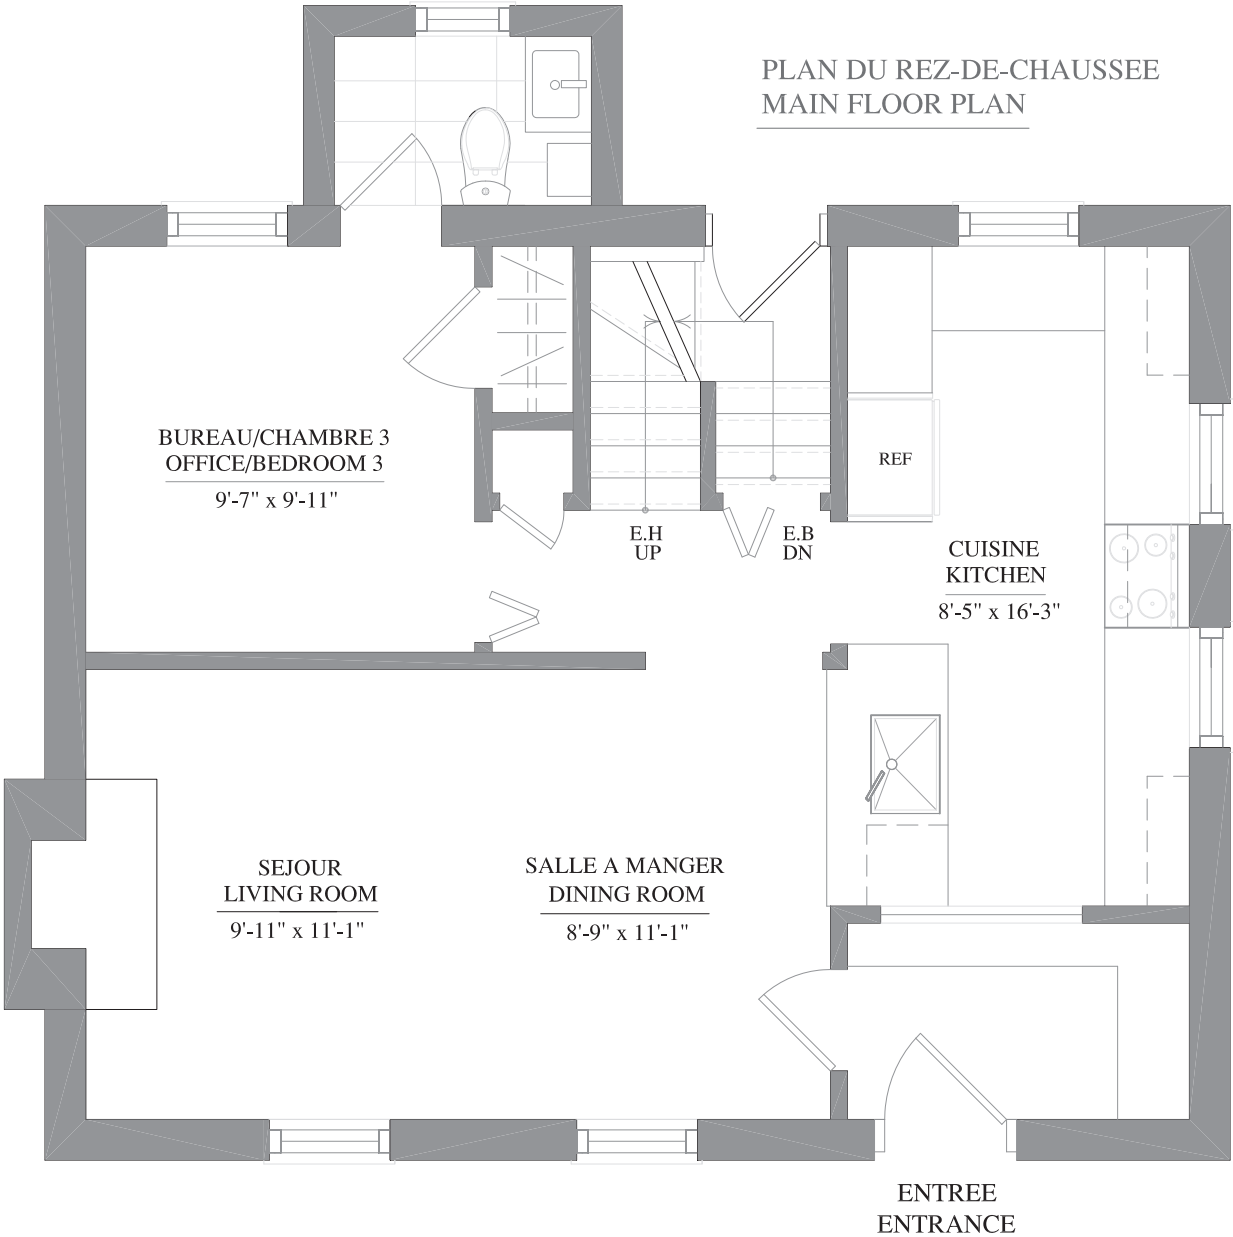 PLAN DU REZ-DE-CHAUSSEE
MAIN FLOOR PLAN
BUREAU/CHAMBRE 3
OFFICE/BEDROOM 3
9'-7" x 9'-11"
REF
E.H
UP
E.B
DN
CUISINE
KITCHEN
8'-5" x 16'-3"
SEJOUR
LIVING ROOM
9'-11" x 11'-1"
SALLE A MANGER
DINING ROOM
8'-9" x 11'-1"
ENTREE
ENTRANCE